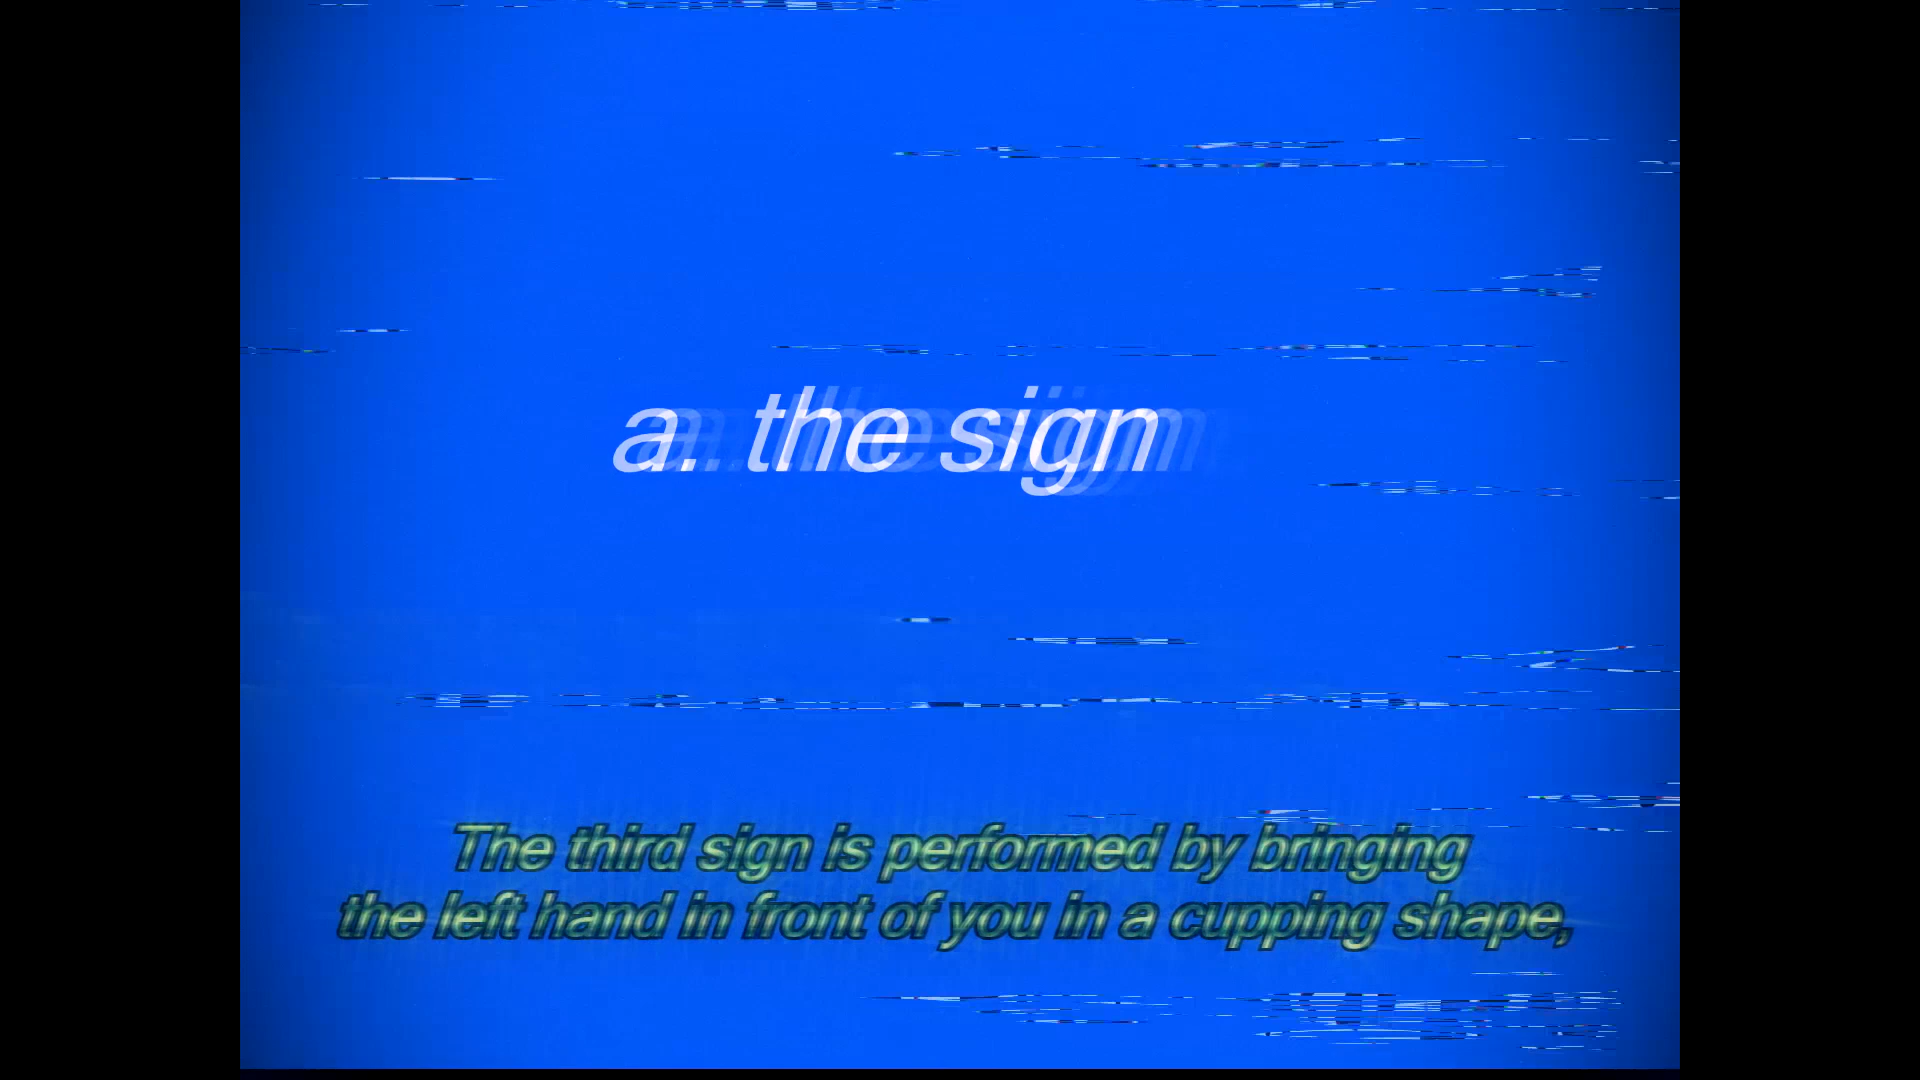 a. the sign
The third sign is performed by bringing
the left hand in front of you in a cupping shape,